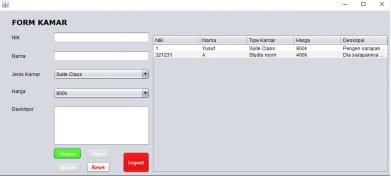 FORM KAMAR
NIK
Nama
Jenis Kamar Suite Class
Harga 900k
Deskripsi
NIK Nama Tipe Kamar Harga Deskripsi
1 Yusuf Suite Class 900k Pengen sarapan ...
321231 A Studio room 400k Dia sarapannya...
Simpan Hapus
Update Reset
Logout